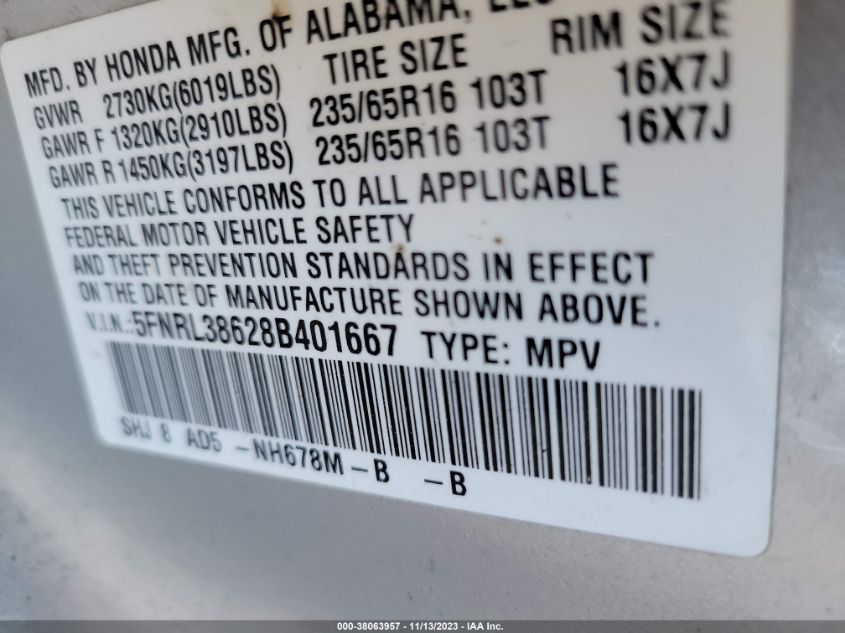 MFD. BY HONDA MFG. OF ALABAMA, LLC
GVWR 2730KG(6019LBS) TIRE SIZE RIM SIZE
GAWR F 1320KG(2910LBS) 235/65R16 103T 16X7J
GAWR R 1450KG(3197LBS) 235/65R16 103T 16X7J
THIS VEHICLE CONFORMS TO ALL APPLICABLE
FEDERAL MOTOR VEHICLE SAFETY
AND THEFT PREVENTION STANDARDS IN EFFECT
ON THE DATE OF MANUFACTURE SHOWN ABOVE.
V.I.N.:5FNRL38628B401667 TYPE: MPV
SHJ 8 AD5 -NH678M-B -B
000-38063957 - 11/13/2023 - IAA Inc.